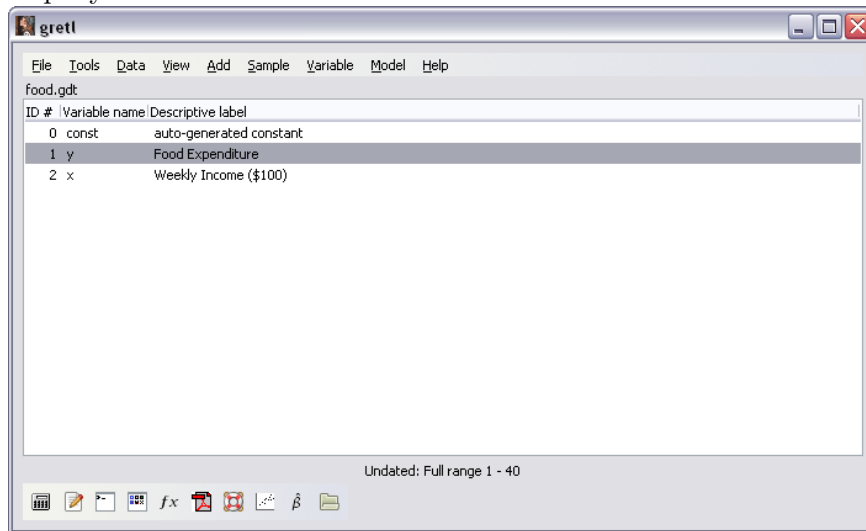 gretl
File Tools Data View Add Sample Variable Model Help
food.gdt
ID # Variable name Descriptive label
0 const auto-generated constant
1 y Food Expenditure
2 x Weekly Income ($100)
Undated: Full range 1 - 40
fx β̂